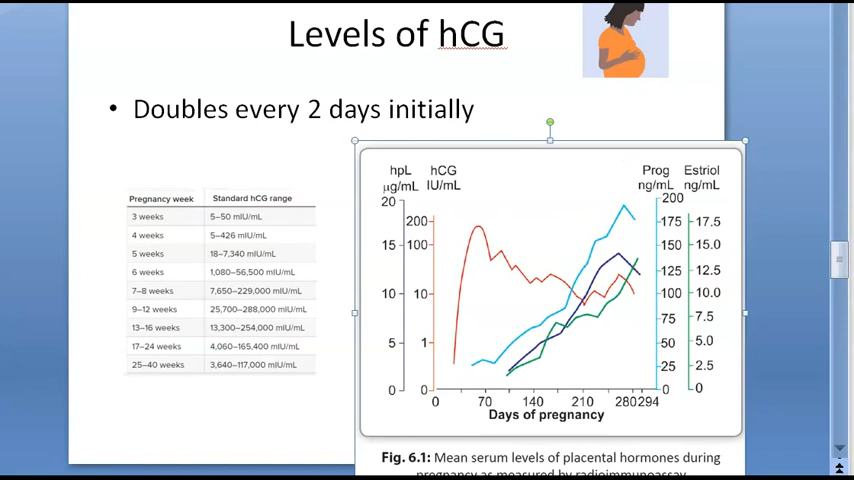 Levels of hCG
• Doubles every 2 days initially
Pregnancy week Standard hCG range
3 weeks 5–50 mIU/mL
4 weeks 5–426 mIU/mL
5 weeks 18–7,340 mIU/mL
6 weeks 1,080–56,500 mIU/mL
7–8 weeks 7,650–229,000 mIU/mL
9–12 weeks 25,700–288,000 mIU/mL
13–16 weeks 13,300–254,000 mIU/mL
17–24 weeks 4,060–165,400 mIU/mL
25–40 weeks 3,640–117,000 mIU/mL
hpL hCG Prog Estriol
μg/mL IU/mL ng/mL ng/mL
20 200 200 17.5
15 100 175 15.0
10 10 150 12.5
5 1 125 10.0
0 0 100 7.5
75 5.0
50 2.5
25 0
0
0 70 140 210 280 294
Days of pregnancy
Fig. 6.1: Mean serum levels of placental hormones during
pregnancy as measured by radioimmunoassay